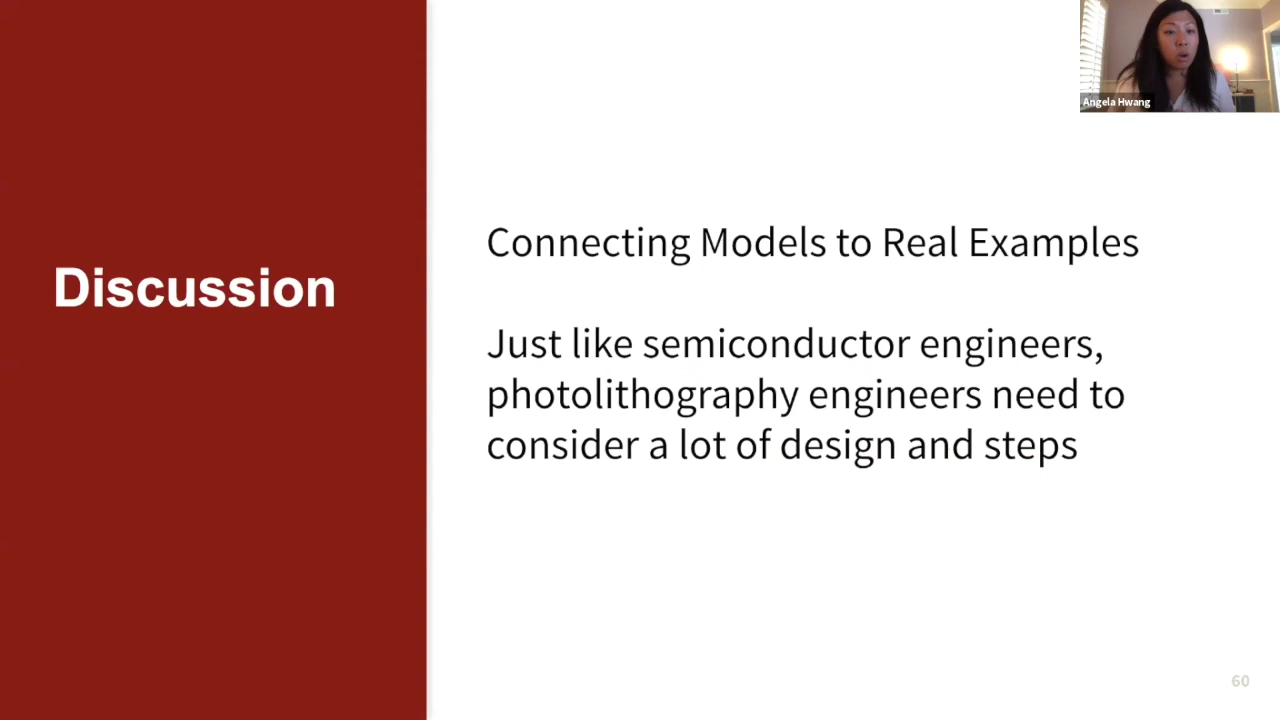 Angela Hwang
Discussion
Connecting Models to Real Examples
Just like semiconductor engineers,
photolithography engineers need to
consider a lot of design and steps
60